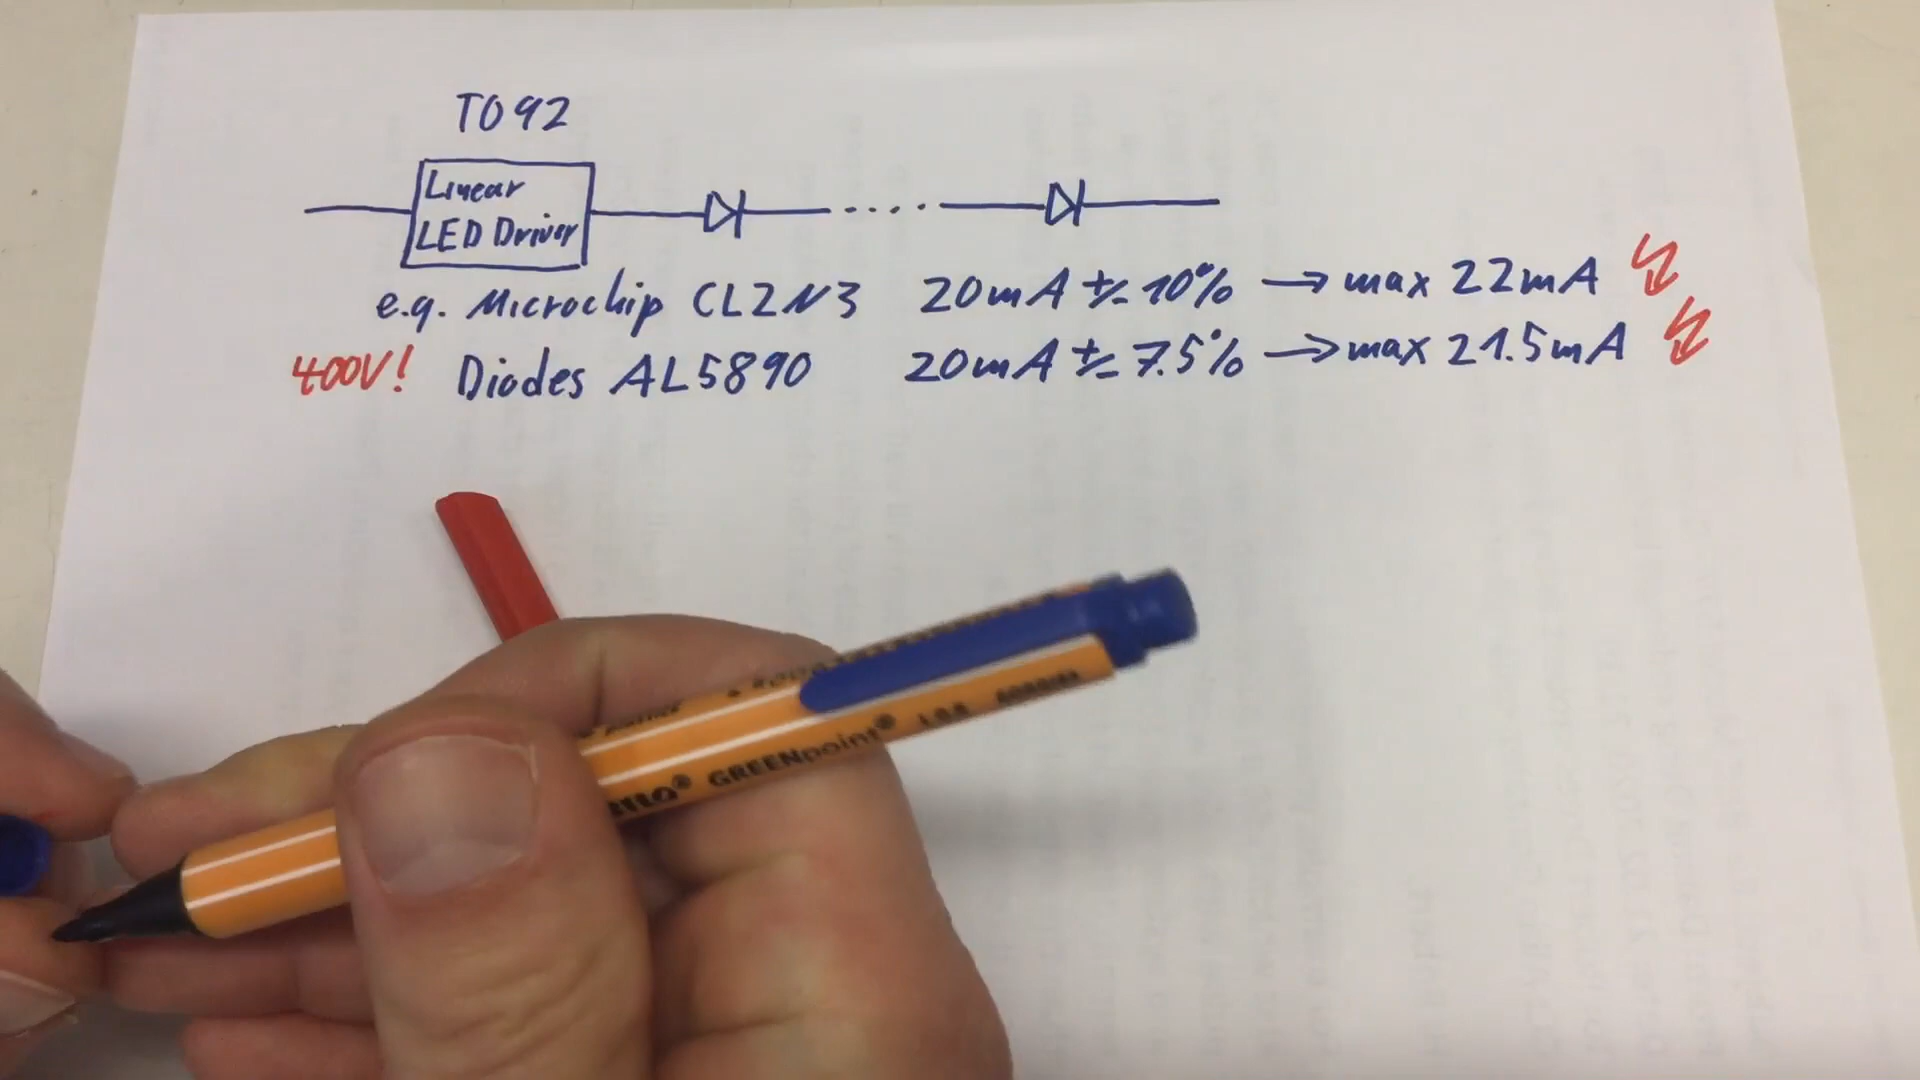 TO92
Linear
LED Driver
e.g. Microchip CL2N3 20mA +/- 10% → max 22mA
400V! Diodes AL5890 20mA +/- 7.5% → max 21.5mA
GREENpoint®